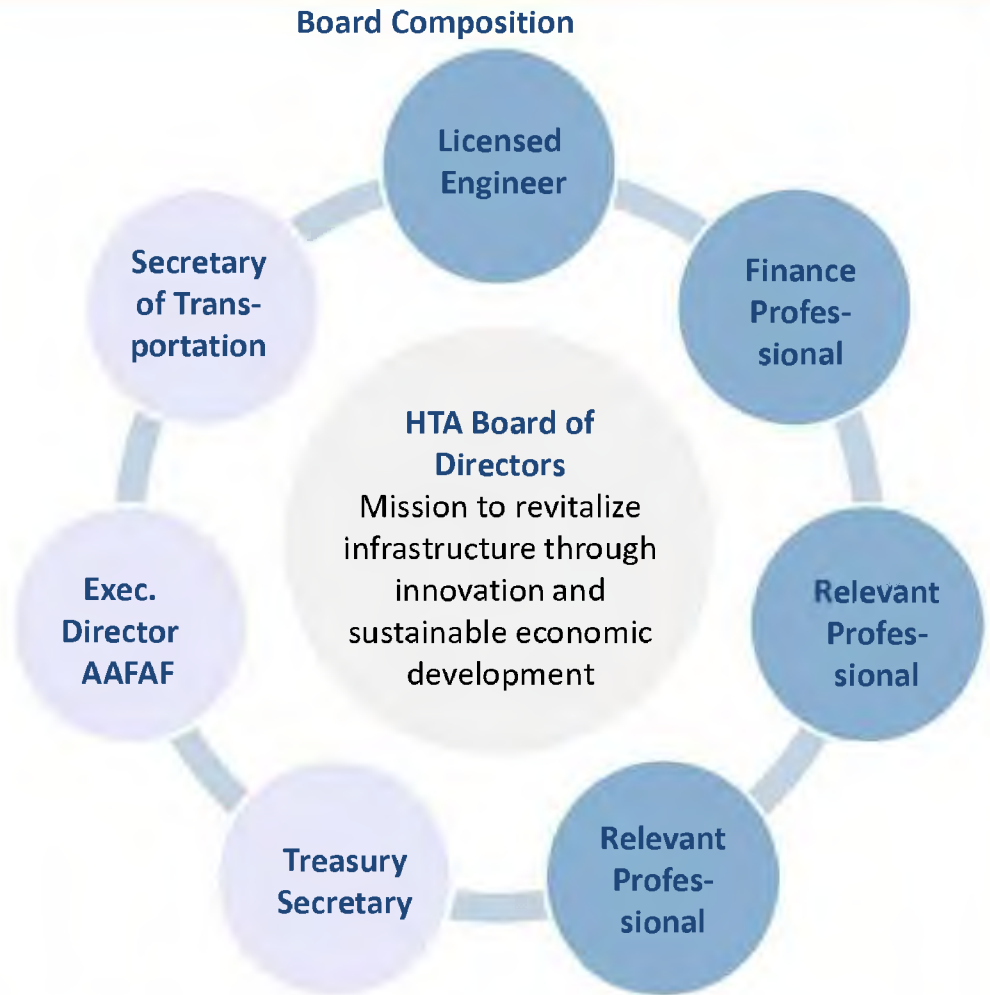 Board Composition
Licensed
Engineer
Finance
Profes-
sional
Relevant
Profes-
sional
Relevant
Profes-
sional
Treasury
Secretary
Exec.
Director
AAFAF
Secretary
of Trans-
portation
HTA Board of
Directors
Mission to revitalize
infrastructure through
innovation and
sustainable economic
development